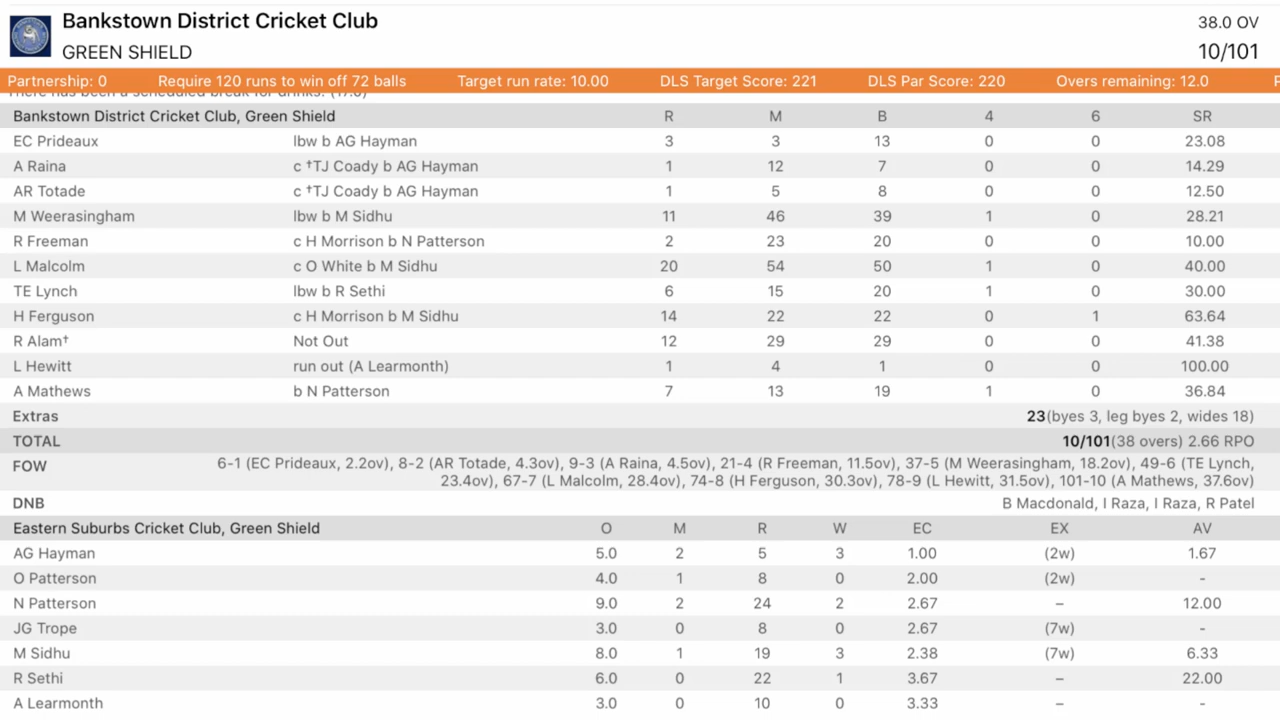 Bankstown District Cricket Club
38.0 OV
GREEN SHIELD
10/101
Partnership: 0 Require 120 runs to win off 72 balls Target run rate: 10.00 DLS Target Score: 221 DLS Par Score: 220 Overs remaining: 12.0 P
There has been a scheduled break for drinks. (17.0)
Bankstown District Cricket Club, Green Shield R M B 4 6 SR
EC Prideaux lbw b AG Hayman 3 3 13 0 0 23.08
A Raina c †TJ Coady b AG Hayman 1 12 7 0 0 14.29
AR Totade c †TJ Coady b AG Hayman 1 5 8 0 0 12.50
M Weerasingham lbw b M Sidhu 11 46 39 1 0 28.21
R Freeman c H Morrison b N Patterson 2 23 20 0 0 10.00
L Malcolm c O White b M Sidhu 20 54 50 1 0 40.00
TE Lynch lbw b R Sethi 6 15 20 1 0 30.00
H Ferguson c H Morrison b M Sidhu 14 22 22 0 1 63.64
R Alam† Not Out 12 29 29 0 0 41.38
L Hewitt run out (A Learmonth) 1 4 1 0 0 100.00
A Mathews b N Patterson 7 13 19 1 0 36.84
Extras 23(byes 3, leg byes 2, wides 18)
TOTAL 10/101(38 overs) 2.66 RPO
FOW 6-1 (EC Prideaux, 2.2ov), 8-2 (AR Totade, 4.3ov), 9-3 (A Raina, 4.5ov), 21-4 (R Freeman, 11.5ov), 37-5 (M Weerasingham, 18.2ov), 49-6 (TE Lynch,
23.4ov), 67-7 (L Malcolm, 28.4ov), 74-8 (H Ferguson, 30.3ov), 78-9 (L Hewitt, 31.5ov), 101-10 (A Mathews, 37.6ov)
DNB B Macdonald, I Raza, I Raza, R Patel
Eastern Suburbs Cricket Club, Green Shield O M R W EC EX AV
AG Hayman 5.0 2 5 3 1.00 (2w) 1.67
O Patterson 4.0 1 8 0 2.00 (2w) -
N Patterson 9.0 2 24 2 2.67 – 12.00
JG Trope 3.0 0 8 0 2.67 (7w) -
M Sidhu 8.0 1 19 3 2.38 (7w) 6.33
R Sethi 6.0 0 22 1 3.67 – 22.00
A Learmonth 3.0 0 10 0 3.33 – -